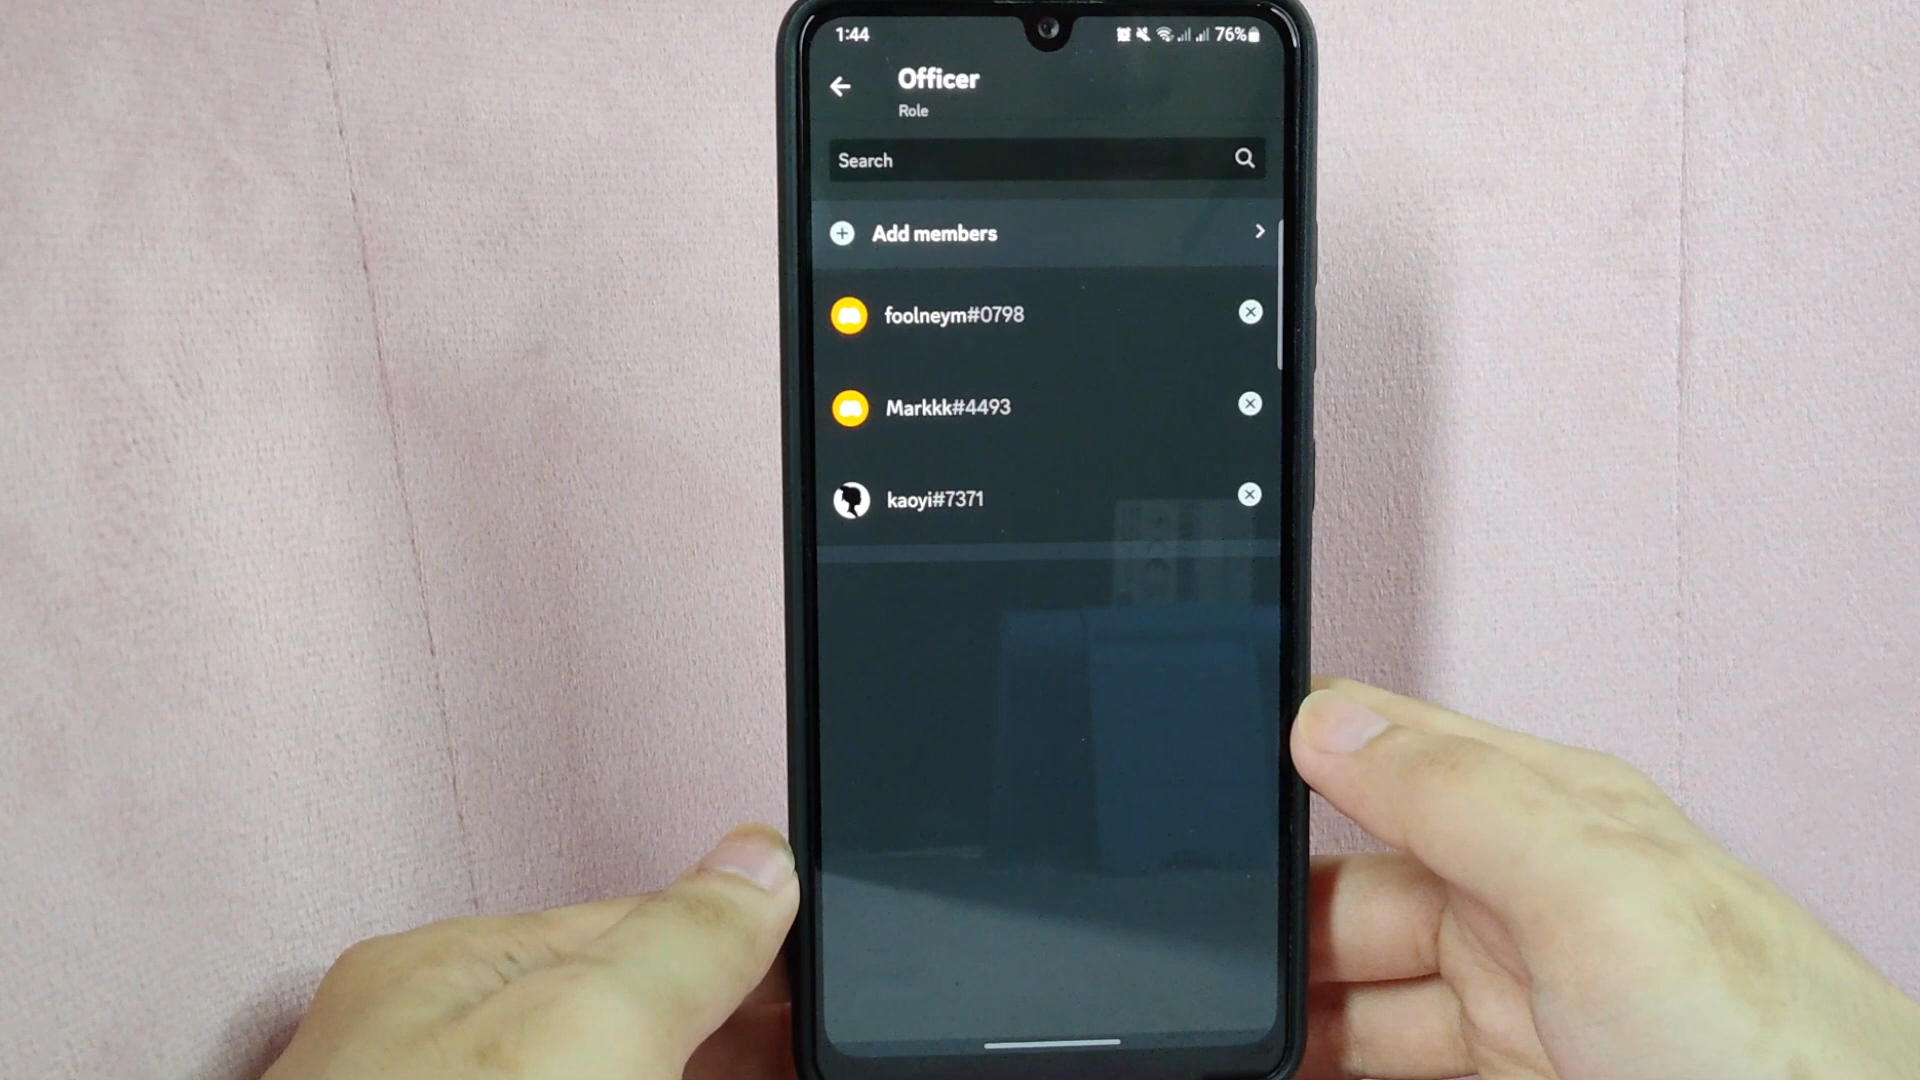 1:44
76%
Officer
Role
Search
Add members
foolneym#0798
Markkk#4493
kaoyi#7371